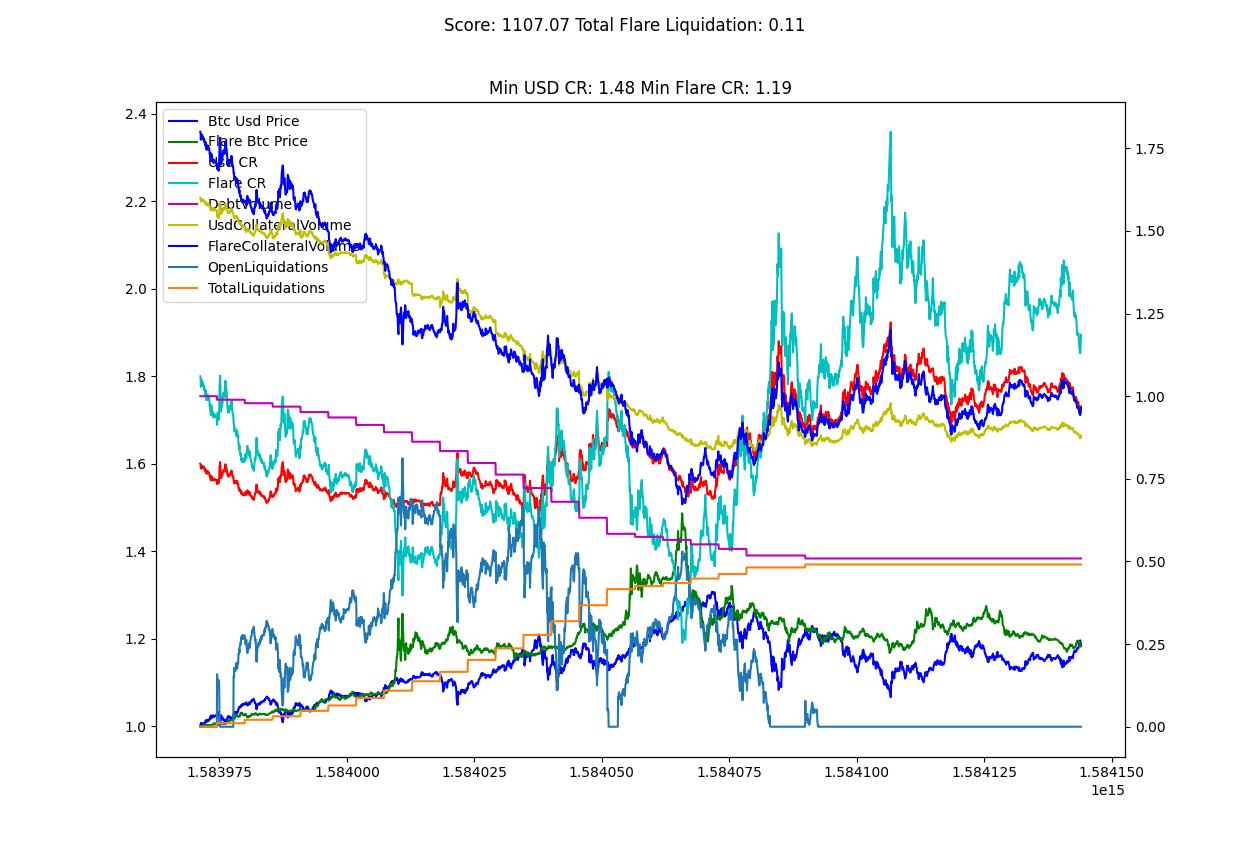 Score: 1107.07 Total Flare Liquidation: 0.11
Min USD CR: 1.48 Min Flare CR: 1.19
2.4
2.2
2.0
1.8
1.6
1.4
1.2
1.0
Btc Usd Price
Flare Btc Price
Usd CR
Flare CR
DebtVolume
UsdCollateralVolume
FlareCollateralVolume
OpenLiquidations
TotalLiquidations
1.75
1.50
1.25
1.00
0.75
0.50
0.25
0.00
1.583975 1.584000 1.584025 1.584050 1.584075 1.584100 1.584125 1.584150
1e15